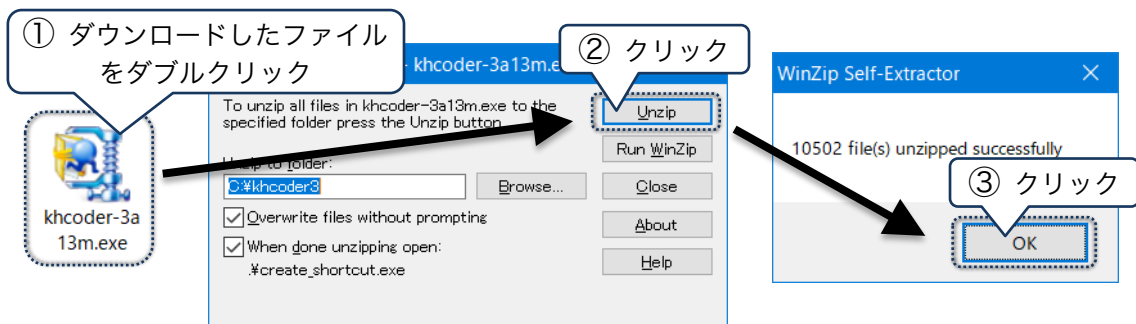 ① ダウンロードしたファイル
をダブルクリック
khcoder-3a
13m.exe
khcoder-3a13m.e
② クリック
To unzip all files in khcoder-3a13m.exe to the
specified folder press the Unzip button
Unzip to folder:
C:¥khcoder3
Browse...
Overwrite files without prompting
When done unzipping open:
.¥create_shortcut.exe
Unzip
Run WinZip
Close
About
Help
WinZip Self-Extractor
10502 file(s) unzipped successfully
③ クリック
OK